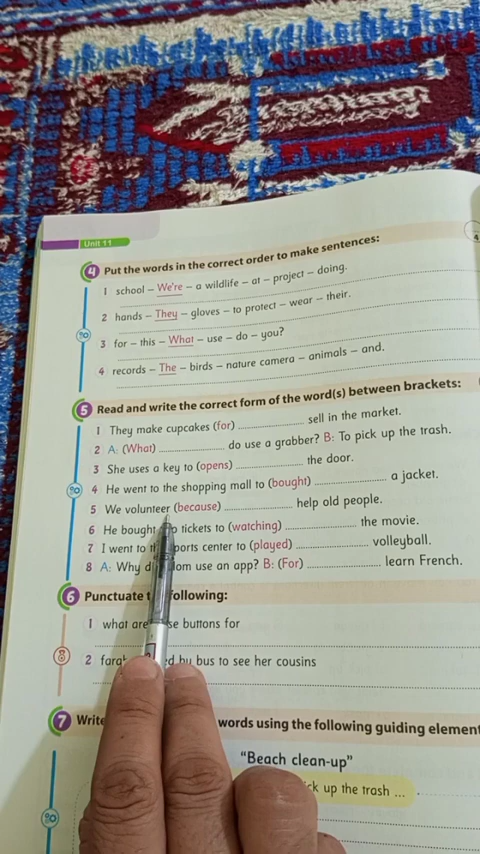 Unit 11
4 Put the words in the correct order to make sentences:
1 school – We're – a wildlife – at – project – doing.
2 hands – They – gloves – to protect – wear – their.
3 for – this – What – use – do – you?
4 records – The – birds – nature camera – animals – and.
5 Read and write the correct form of the word(s) between brackets:
1 They make cupcakes (for) .................... sell in the market.
2 A: (What) .................... do use a grabber? B: To pick up the trash.
3 She uses a key to (opens) .................... the door.
4 He went to the shopping mall to (bought) .................... a jacket.
5 We volunteer (because) .................... help old people.
6 He bought tickets to (watching) .................... the movie.
7 I went to ports center to (played) .................... volleyball.
8 A: Why d om use an app? B: (For) .................... learn French.
6 Punctuate following:
1 what are se buttons for
2 by bus to see her cousins
7 Write words using the following guiding element
"Beach clean-up"
ck up the trash ...